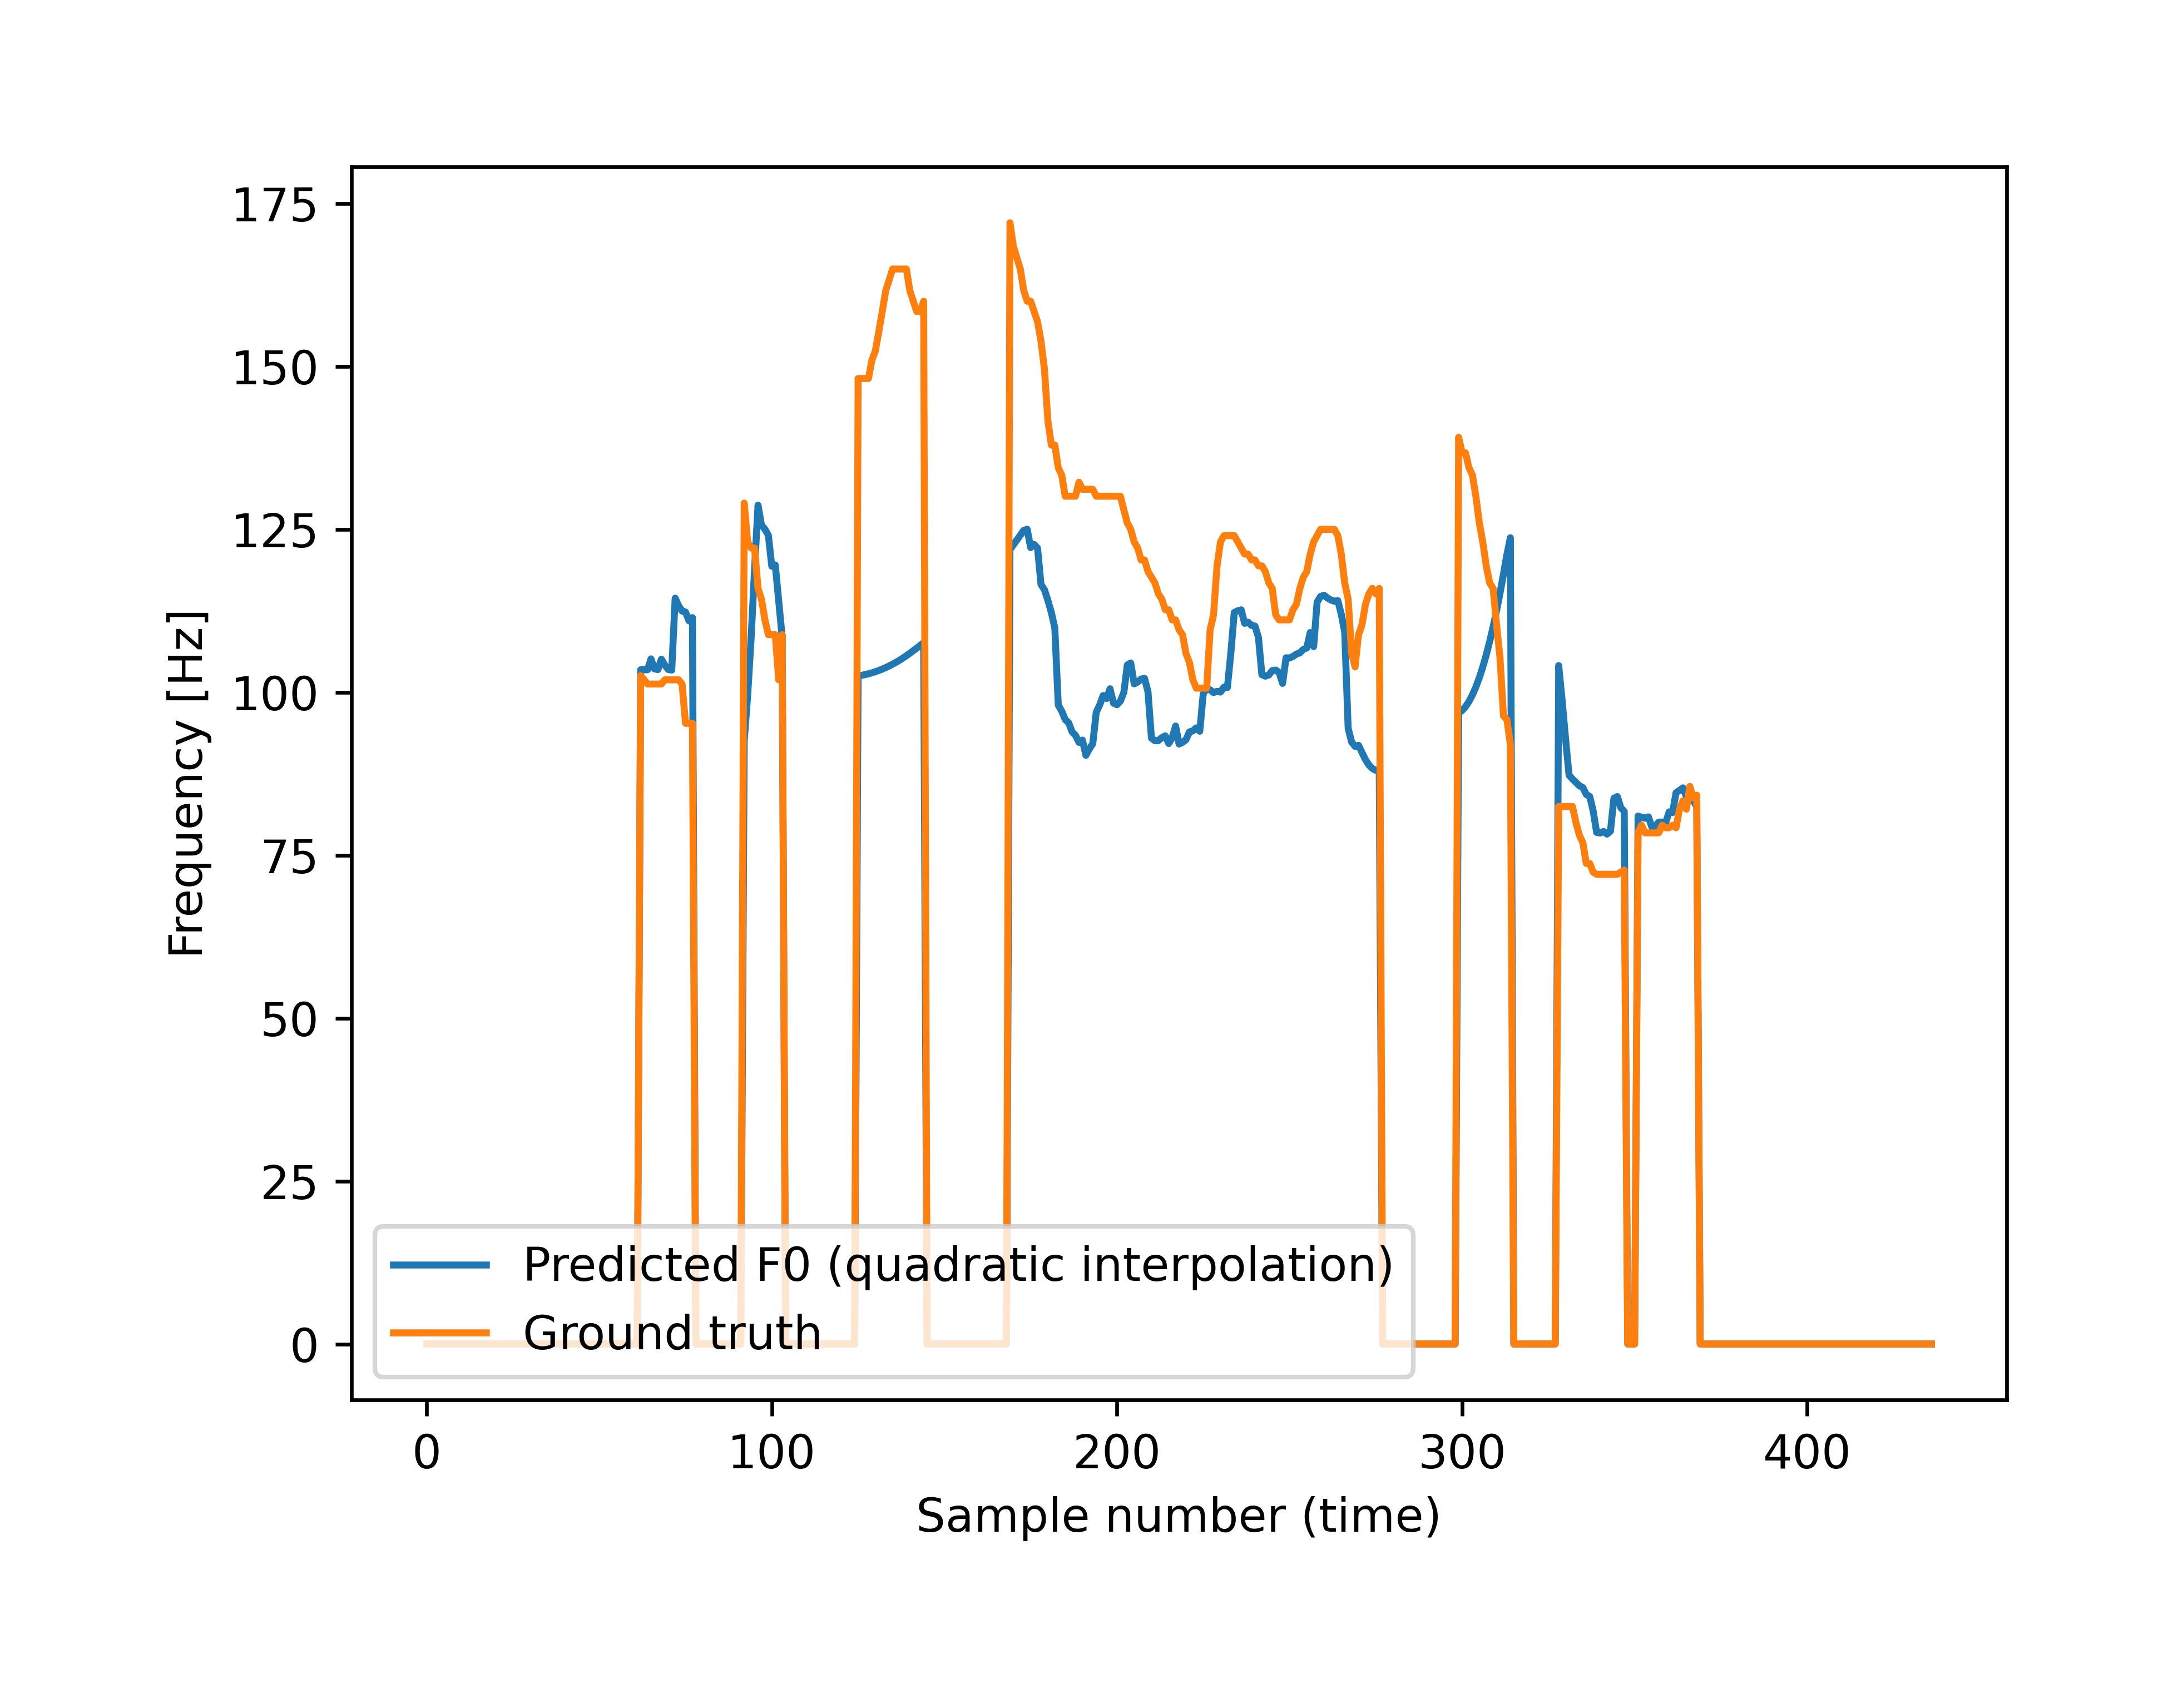 175
150
125
100
75
50
25
0
Frequency [Hz]
Predicted F0 (quadratic interpolation)
Ground truth
0 100 200 300 400
Sample number (time)